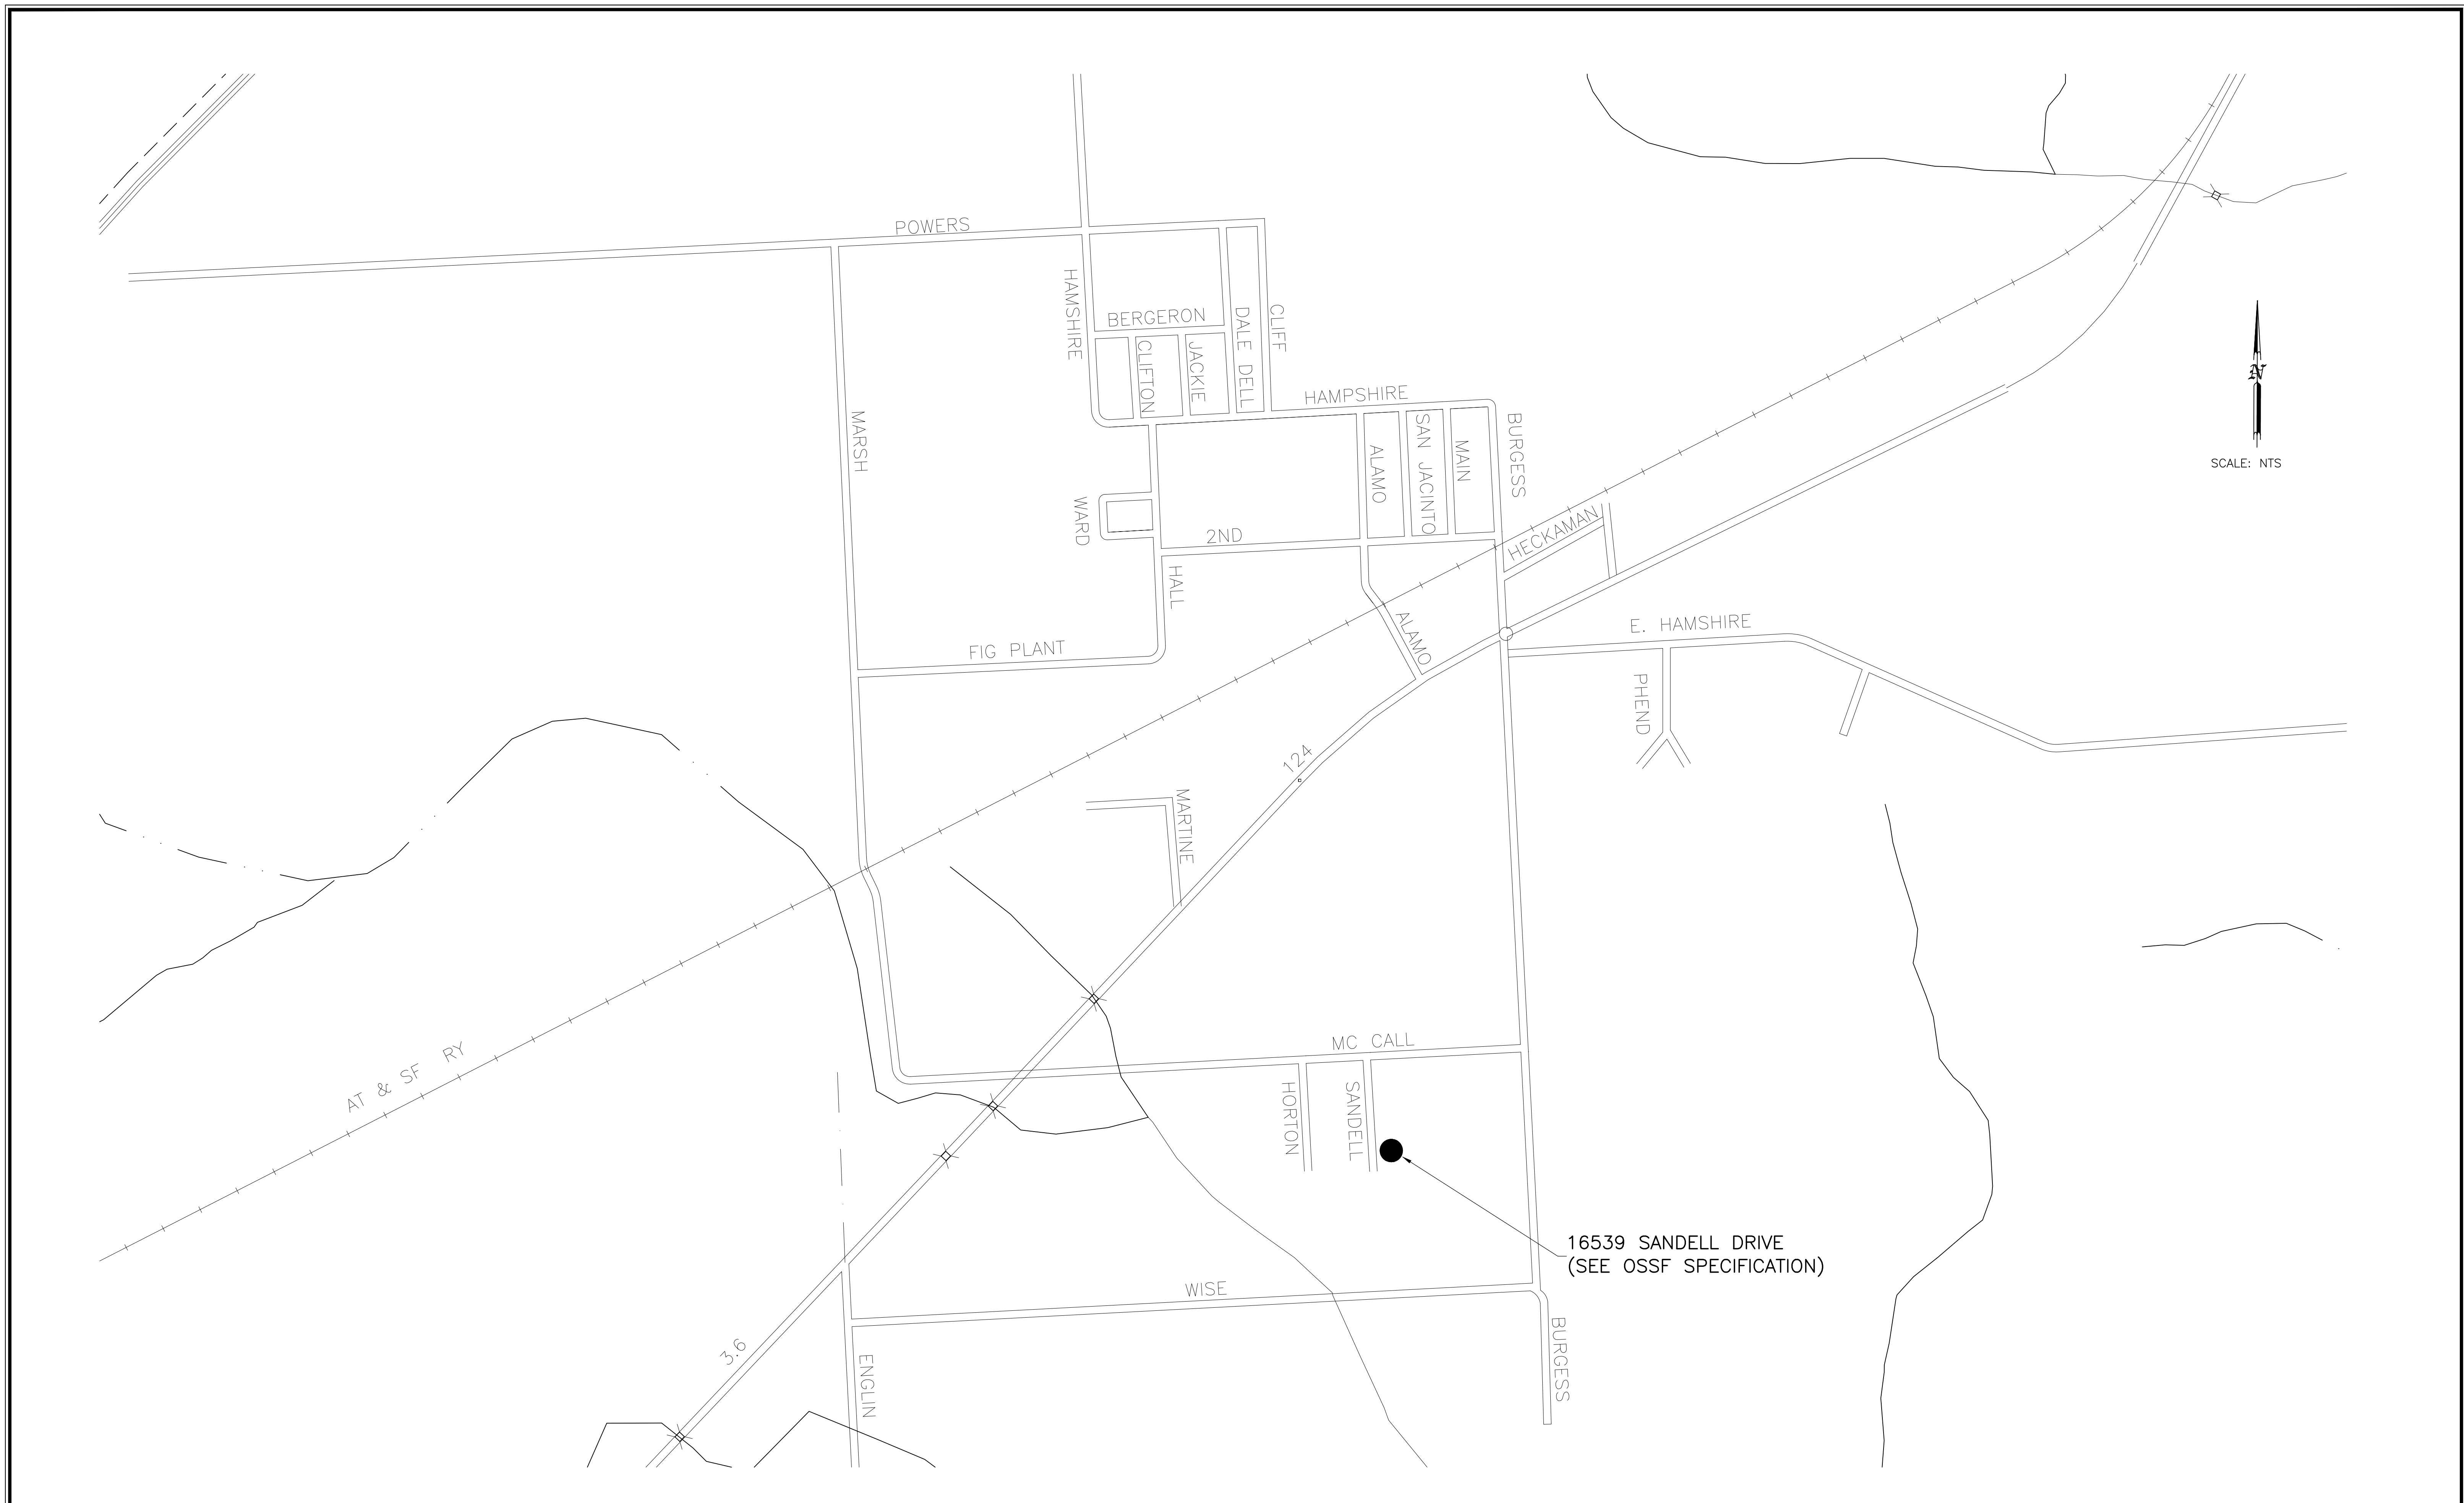 POWERS
HAMSHIRE
BERGERON
CLIFTON
JACKIE
DALE DELL
CLIFF
HAMPSHIRE
MARSH
ALAMO
SAN JACINTO
MAIN
BURGESS
N
SCALE: NTS
WARD
2ND
HECKAMAN
HALL
ALAMO
FIG PLANT
E. HAMSHIRE
PHEND
124
MARTINE
AT & SF RY
MC CALL
HORTON
SANDELL
16539 SANDELL DRIVE
(SEE OSSF SPECIFICATION)
WISE
3.6
ENGLIN
BURGESS